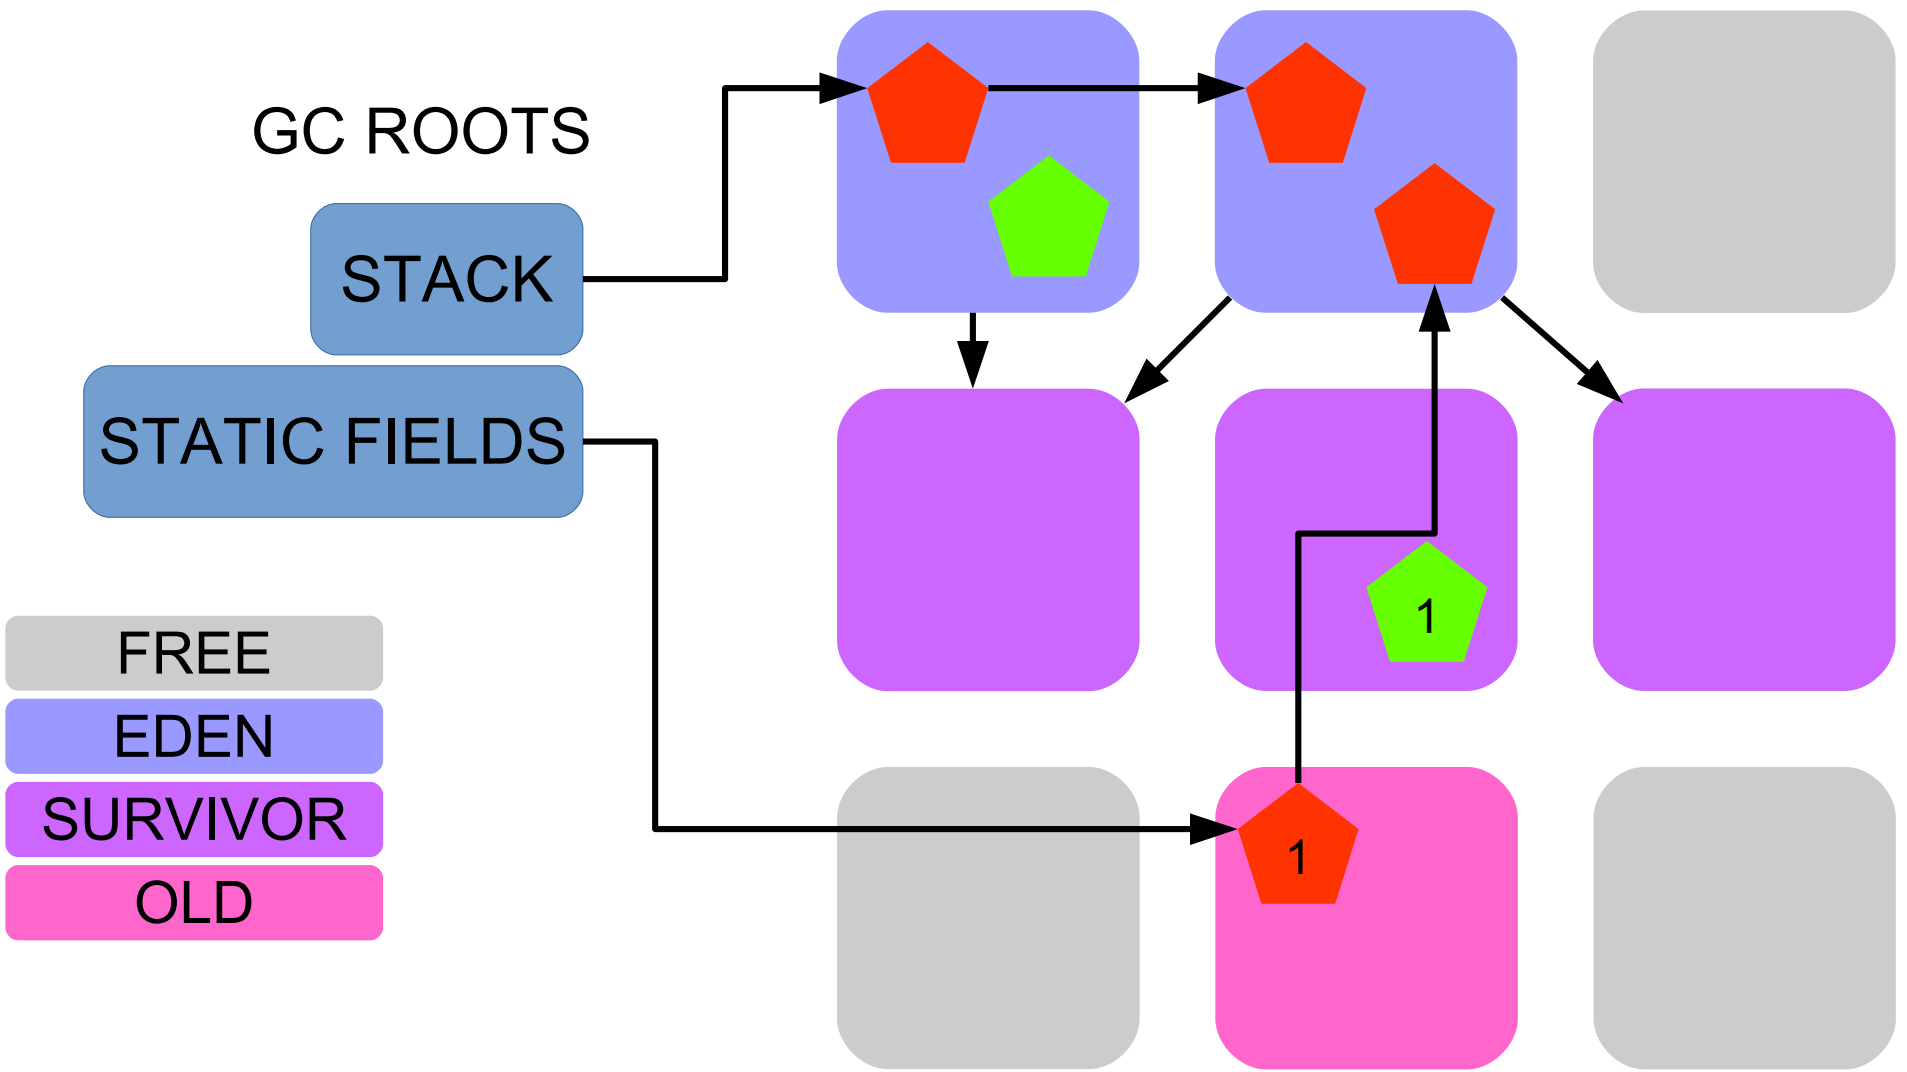 GC ROOTS
STACK
STATIC FIELDS
FREE
EDEN
SURVIVOR
OLD
1
1